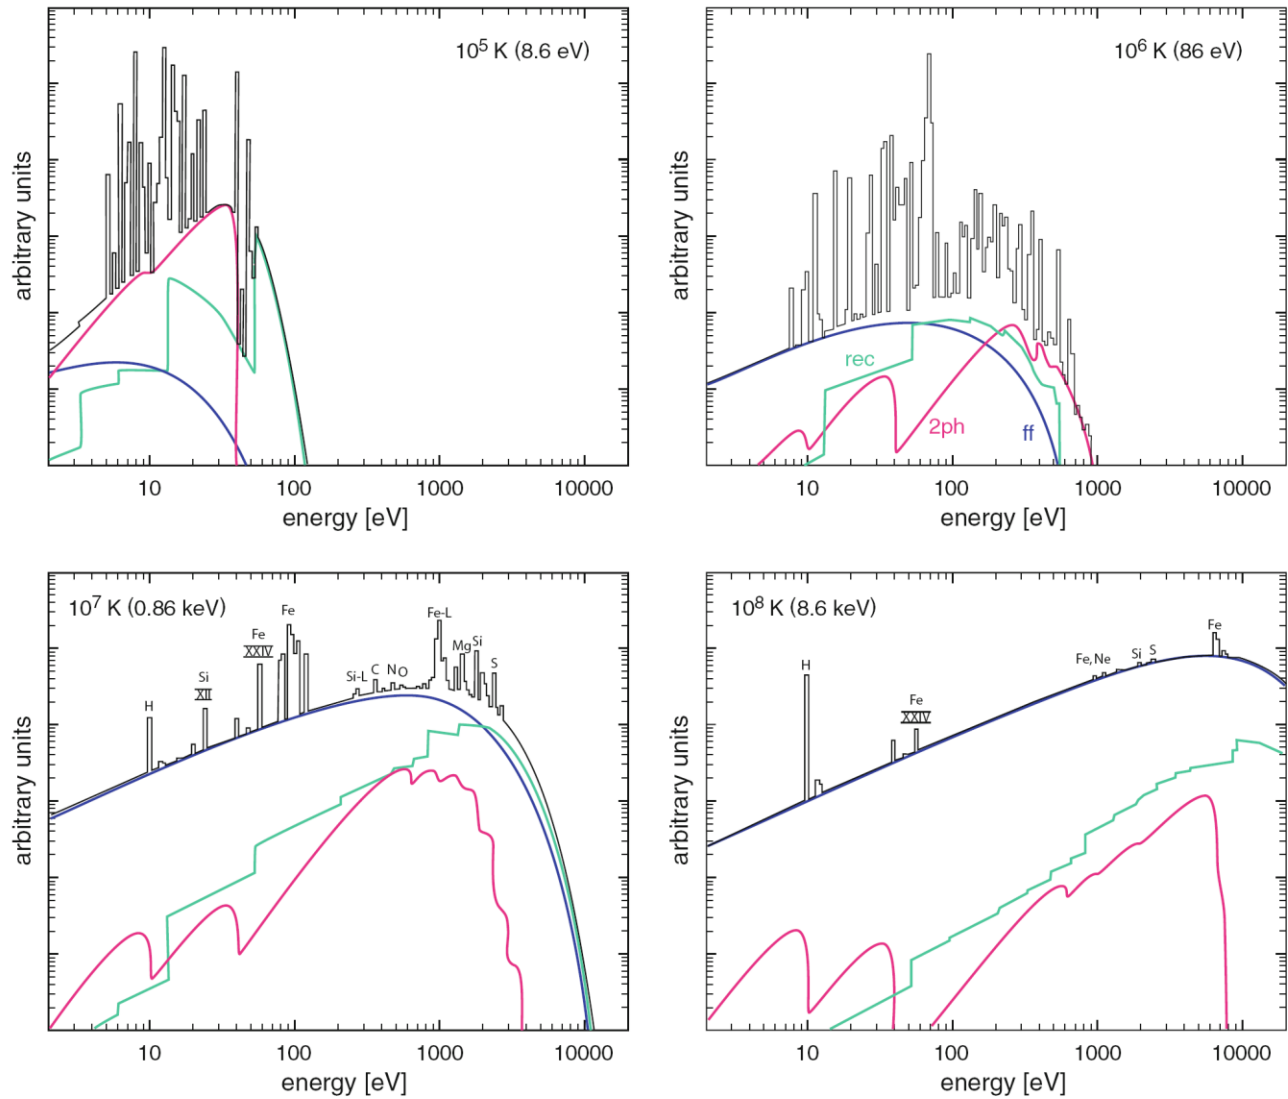 10⁵ K (8.6 eV)
arbitrary units
10 100 1000 10000
energy [eV]
10⁶ K (86 eV)
arbitrary units
rec
2ph
ff
10 100 1000 10000
energy [eV]
10⁷ K (0.86 keV)
arbitrary units
H
Si
XII
Fe
XXIV
Fe
Si-L
C
N O
Fe-L
Mg
Si
S
10 100 1000 10000
energy [eV]
10⁸ K (8.6 keV)
arbitrary units
H
Fe
XXIV
Fe, Ne
Si
S
Fe
10 100 1000 10000
energy [eV]